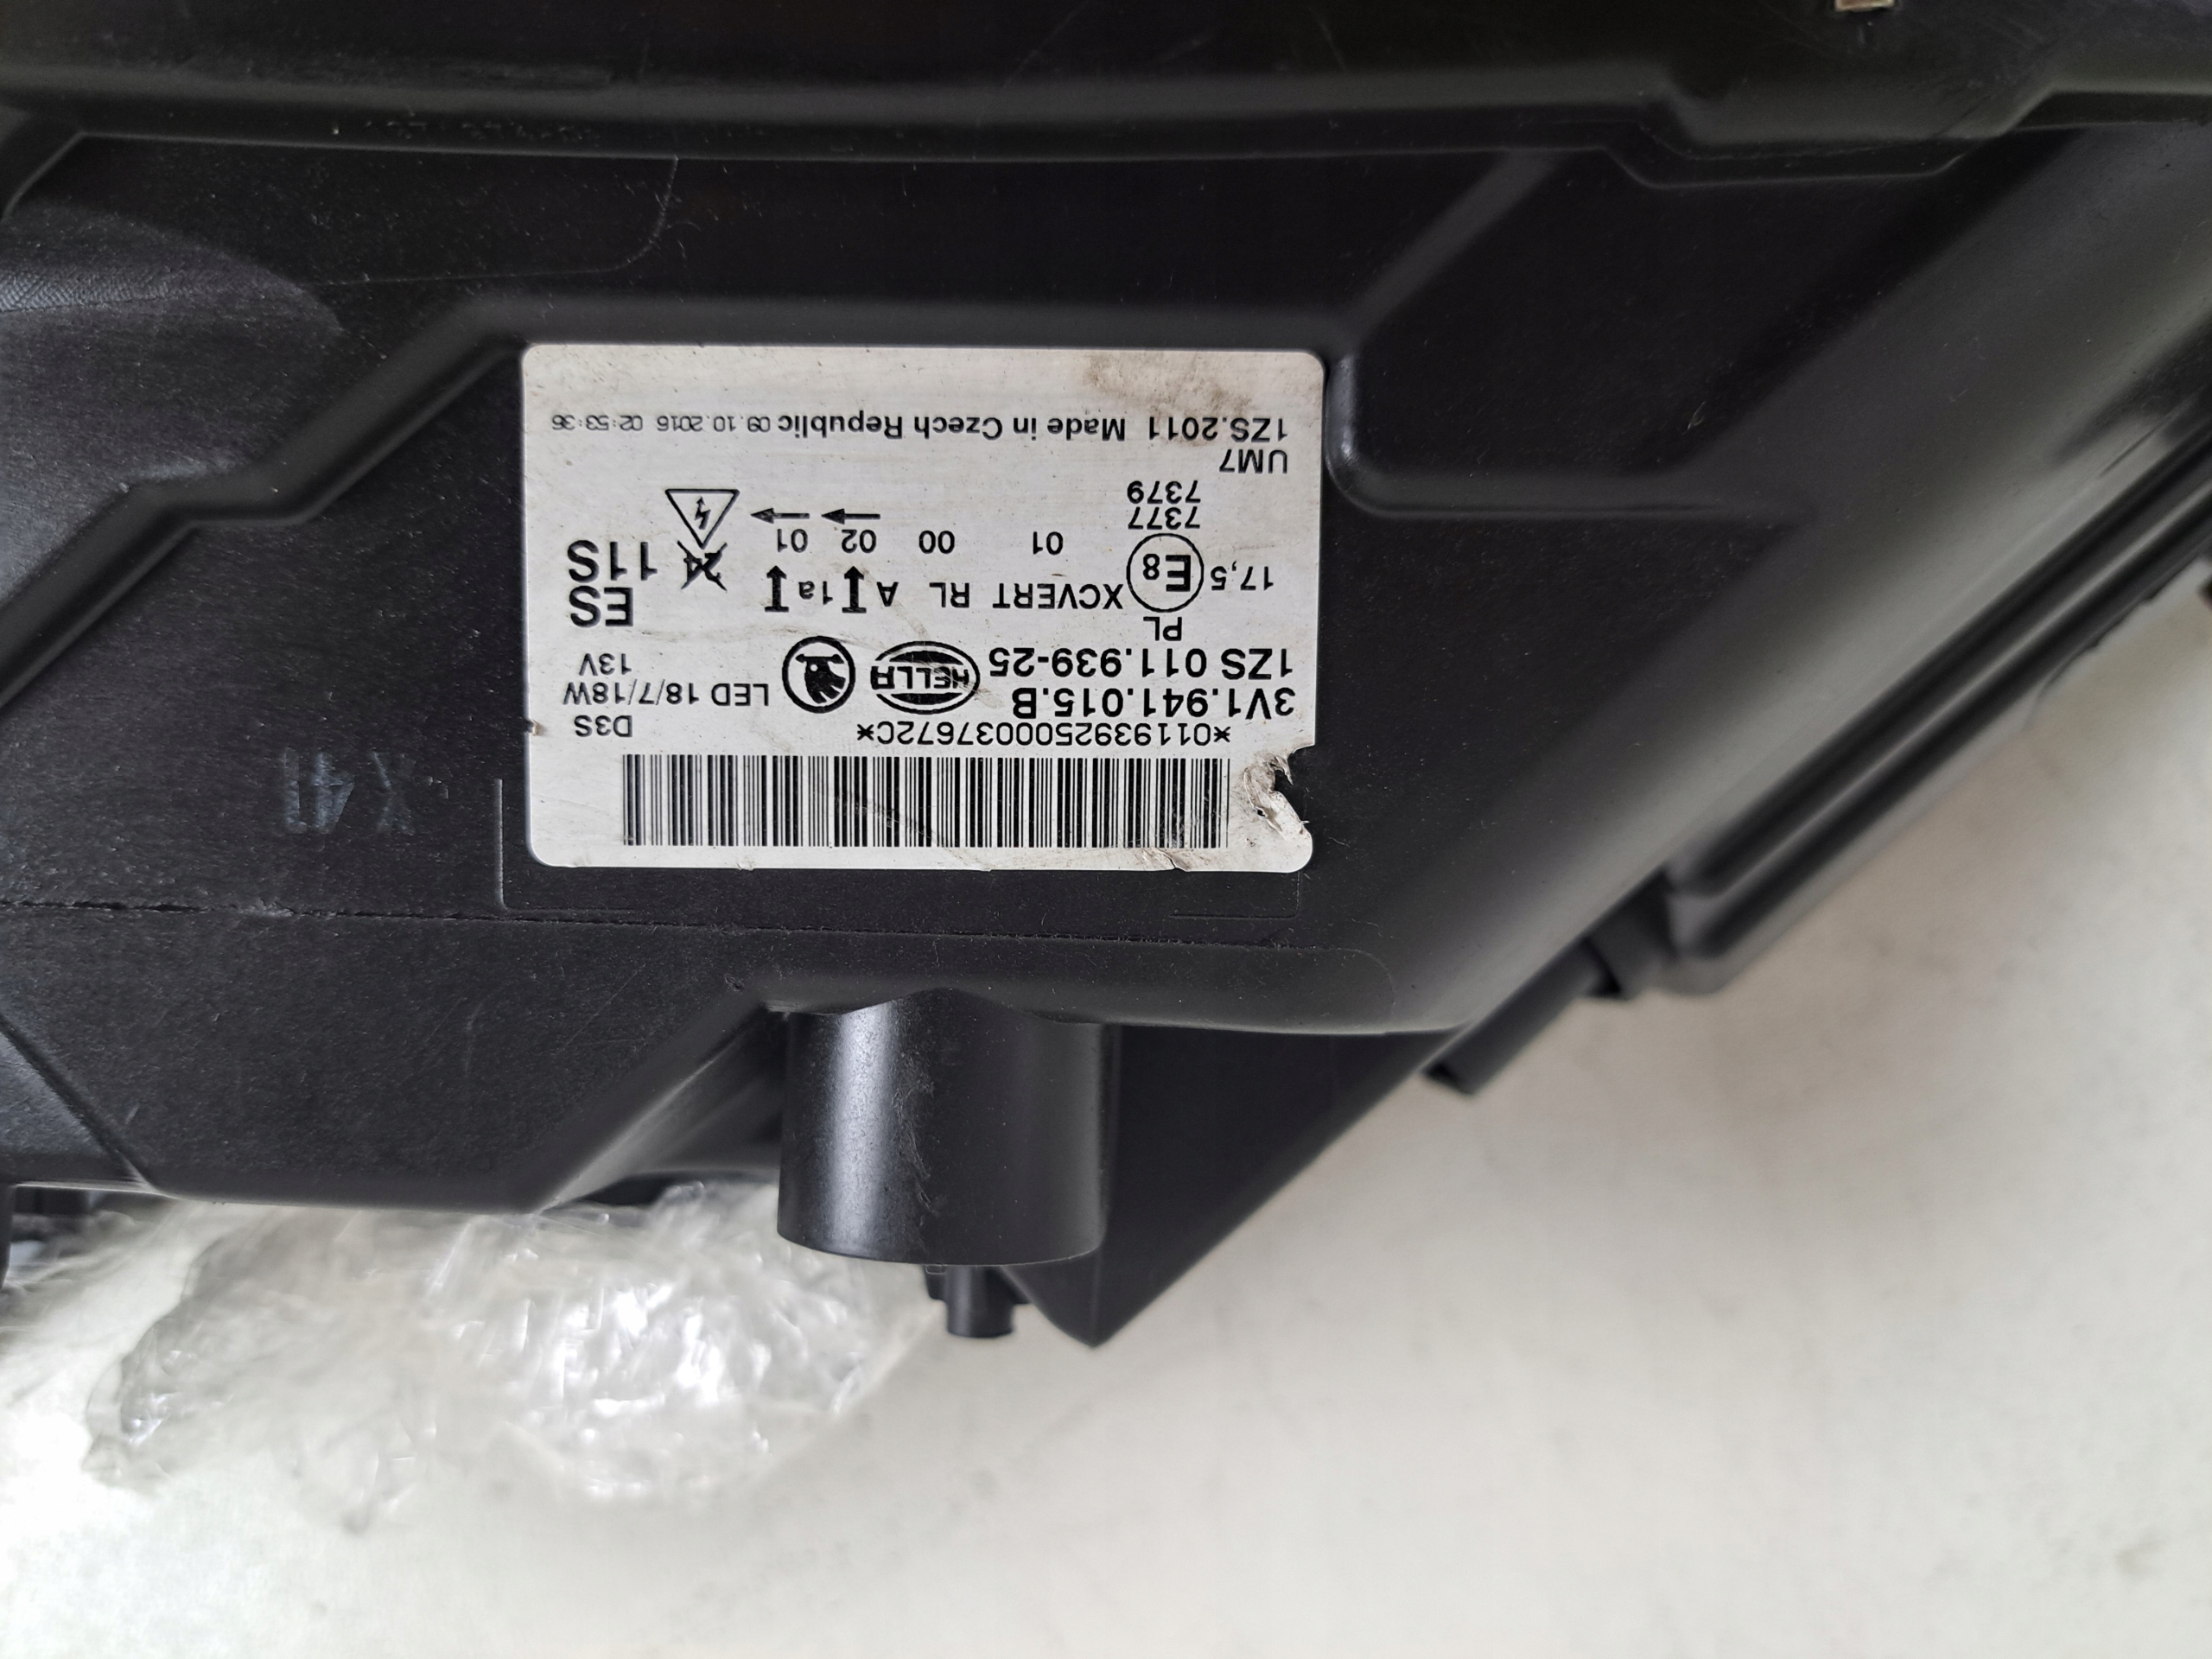 *0119392500037672C*
3V1.941.015.B HELLA D3S
1ZS 011.939-25 LED 18/7/18W
13V
PL
17,5 E8 XCVERT RL A 1a ES
01 00 02 01 24 11S
7377
7379
UM7
1ZS.2011 Made in Czech Republic 09.10.2016 02:53:36
X41